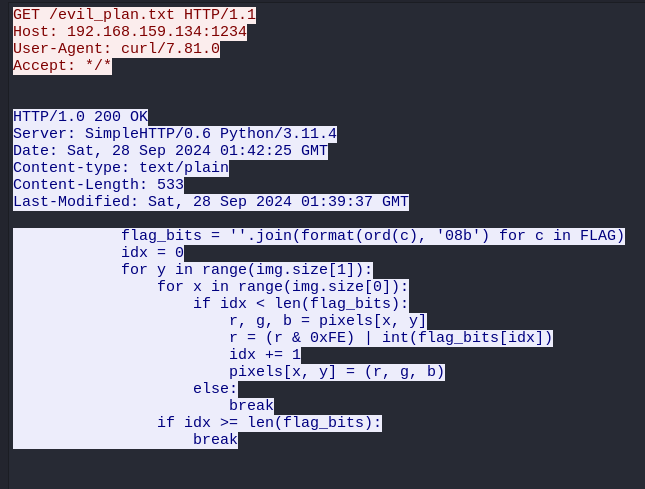 GET /evil_plan.txt HTTP/1.1
Host: 192.168.159.134:1234
User-Agent: curl/7.81.0
Accept: */*
HTTP/1.0 200 OK
Server: SimpleHTTP/0.6 Python/3.11.4
Date: Sat, 28 Sep 2024 01:42:25 GMT
Content-type: text/plain
Content-Length: 533
Last-Modified: Sat, 28 Sep 2024 01:39:37 GMT
            flag_bits = ''.join(format(ord(c), '08b') for c in FLAG)
            idx = 0
            for y in range(img.size[1]):
                for x in range(img.size[0]):
                    if idx < len(flag_bits):
                        r, g, b = pixels[x, y]
                        r = (r & 0xFE) | int(flag_bits[idx])
                        idx += 1
                        pixels[x, y] = (r, g, b)
                    else:
                        break
                if idx >= len(flag_bits):
                    break